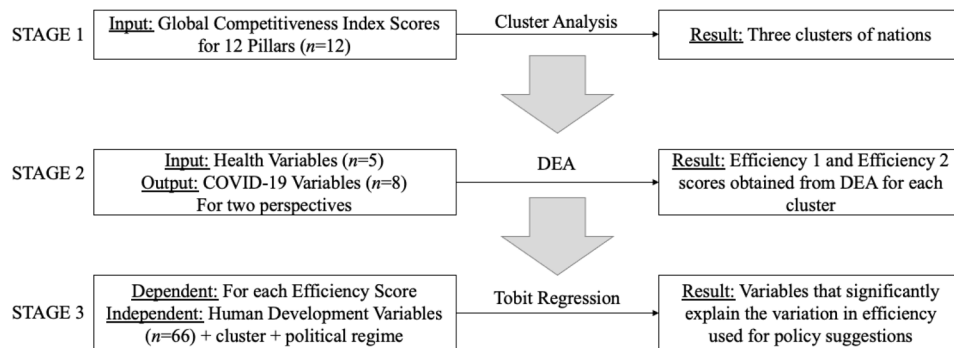 STAGE 1
Input: Global Competitiveness Index Scores
for 12 Pillars (n=12)
Cluster Analysis
Result: Three clusters of nations
STAGE 2
Input: Health Variables (n=5)
Output: COVID-19 Variables (n=8)
For two perspectives
DEA
Result: Efficiency 1 and Efficiency 2
scores obtained from DEA for each
cluster
STAGE 3
Dependent: For each Efficiency Score
Independent: Human Development Variables
(n=66) + cluster + political regime
Tobit Regression
Result: Variables that significantly
explain the variation in efficiency
used for policy suggestions